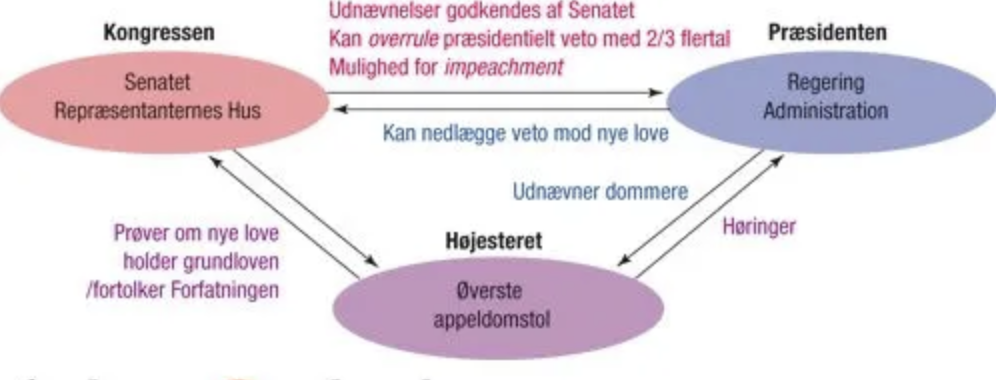 Udnævnelser godkendes af Senatet
Kan overrule præsidentielt veto med 2/3 flertal
Mulighed for impeachment
Kongressen
Senatet
Repræsentanternes Hus
Præsidenten
Regering
Administration
Kan nedlægge veto mod nye love
Udnævner dommere
Høringer
Prøver om nye love
holder grundloven
/fortolker Forfatningen
Højesteret
Øverste
appeldomstol